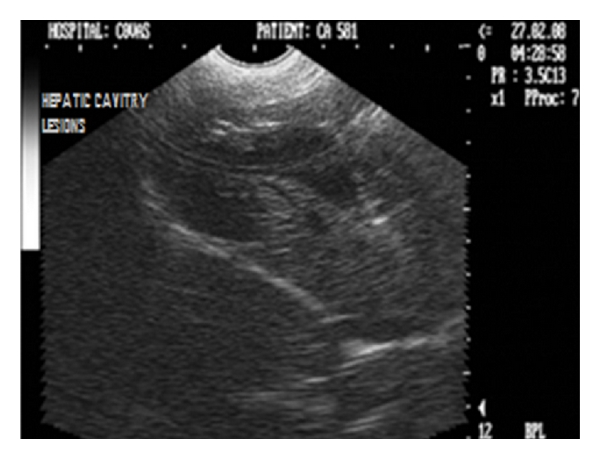 HOSPITAL: COVAS PATIENT: CA 581 <= 27.02.08
0 04:28:58
PR : 3.5C13
x1 PProc: 7
HEPATIC CAVITRY
LESIONS
12 BPL